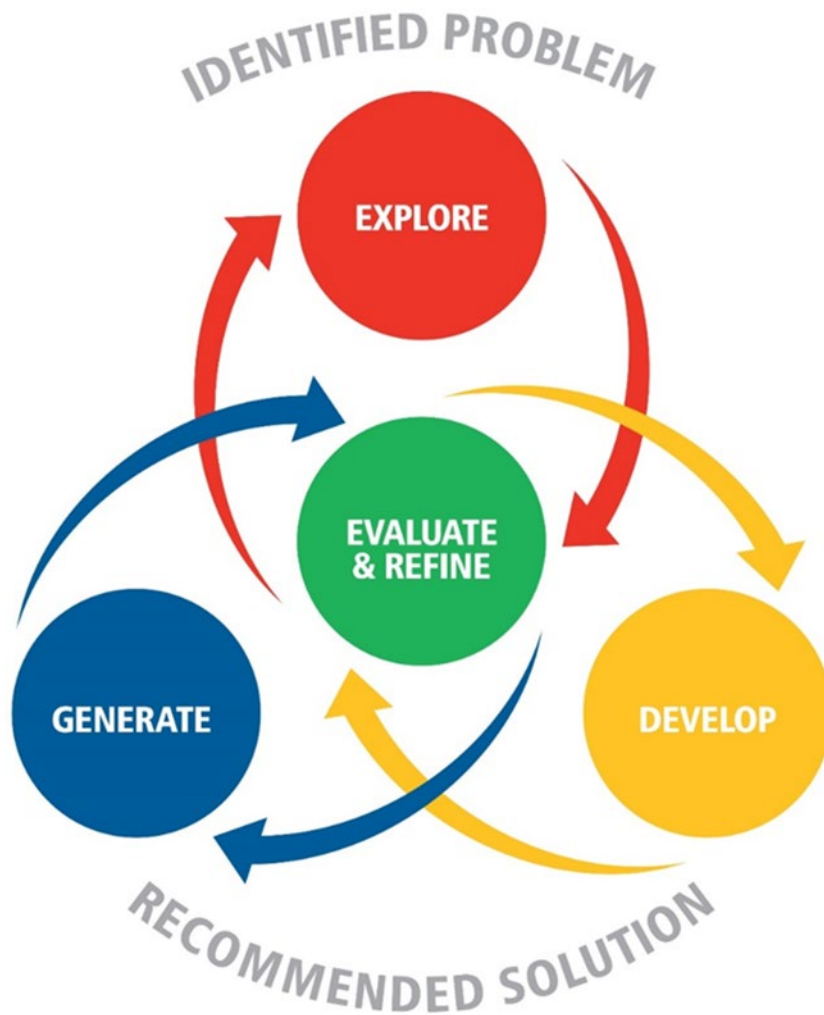 IDENTIFIED PROBLEM
EXPLORE
EVALUATE
& REFINE
GENERATE
DEVELOP
RECOMMENDED SOLUTION